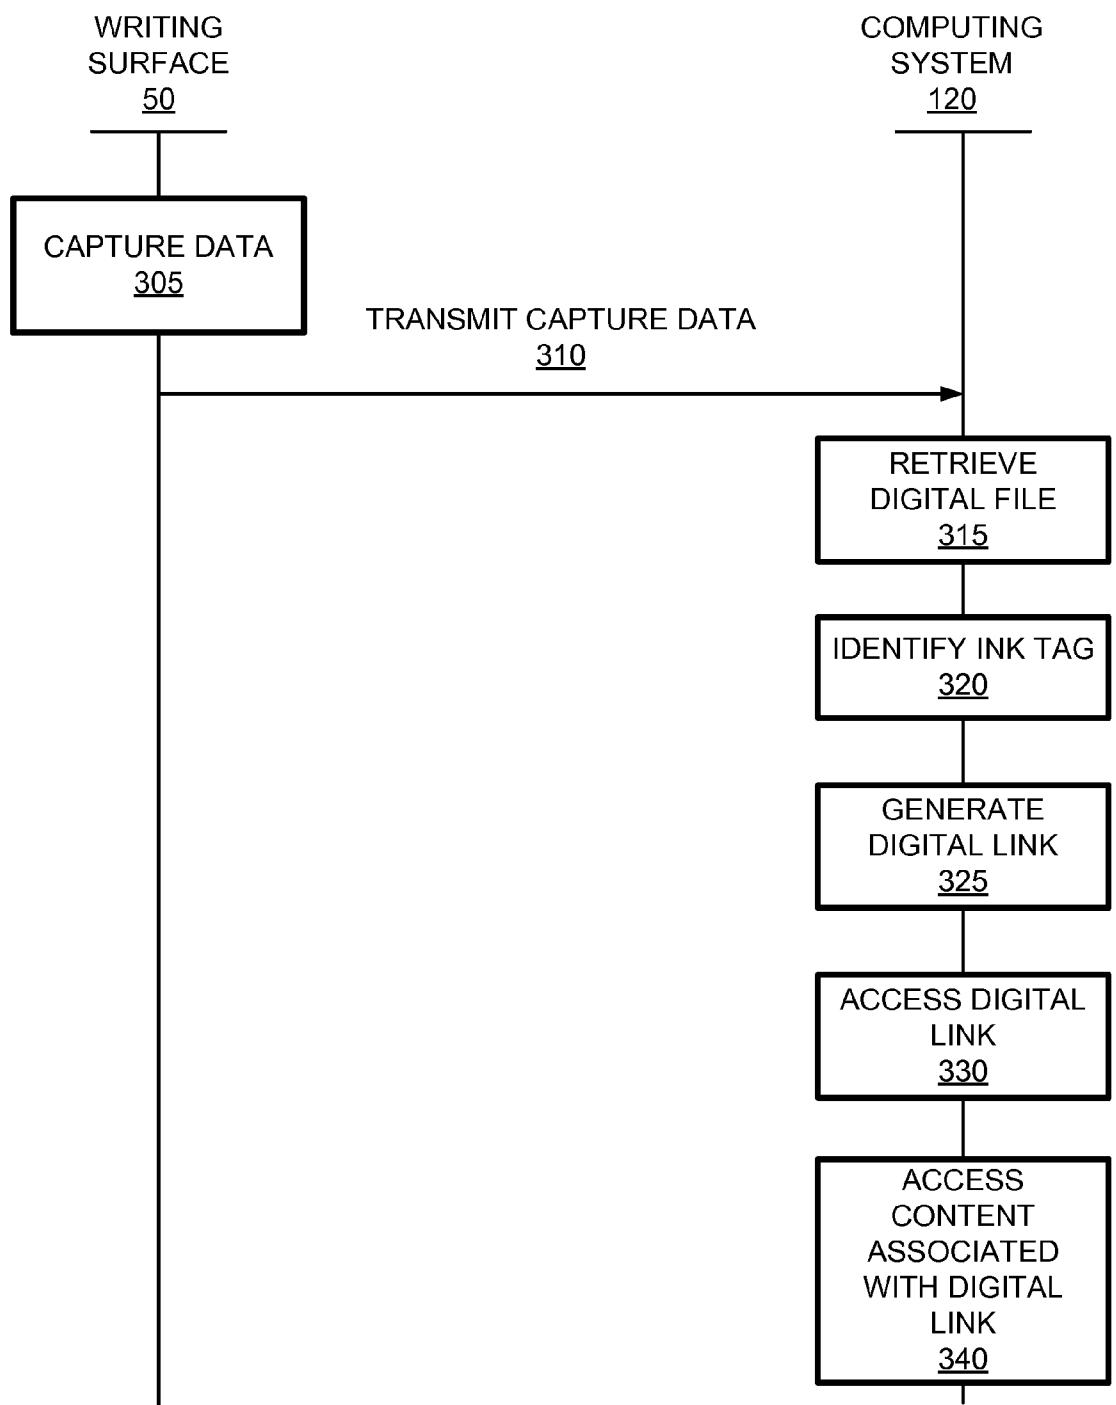 WRITING
SURFACE
50
COMPUTING
SYSTEM
120
CAPTURE DATA
305
TRANSMIT CAPTURE DATA
310
RETRIEVE
DIGITAL FILE
315
IDENTIFY INK TAG
320
GENERATE
DIGITAL LINK
325
ACCESS DIGITAL
LINK
330
ACCESS
CONTENT
ASSOCIATED
WITH DIGITAL
LINK
340